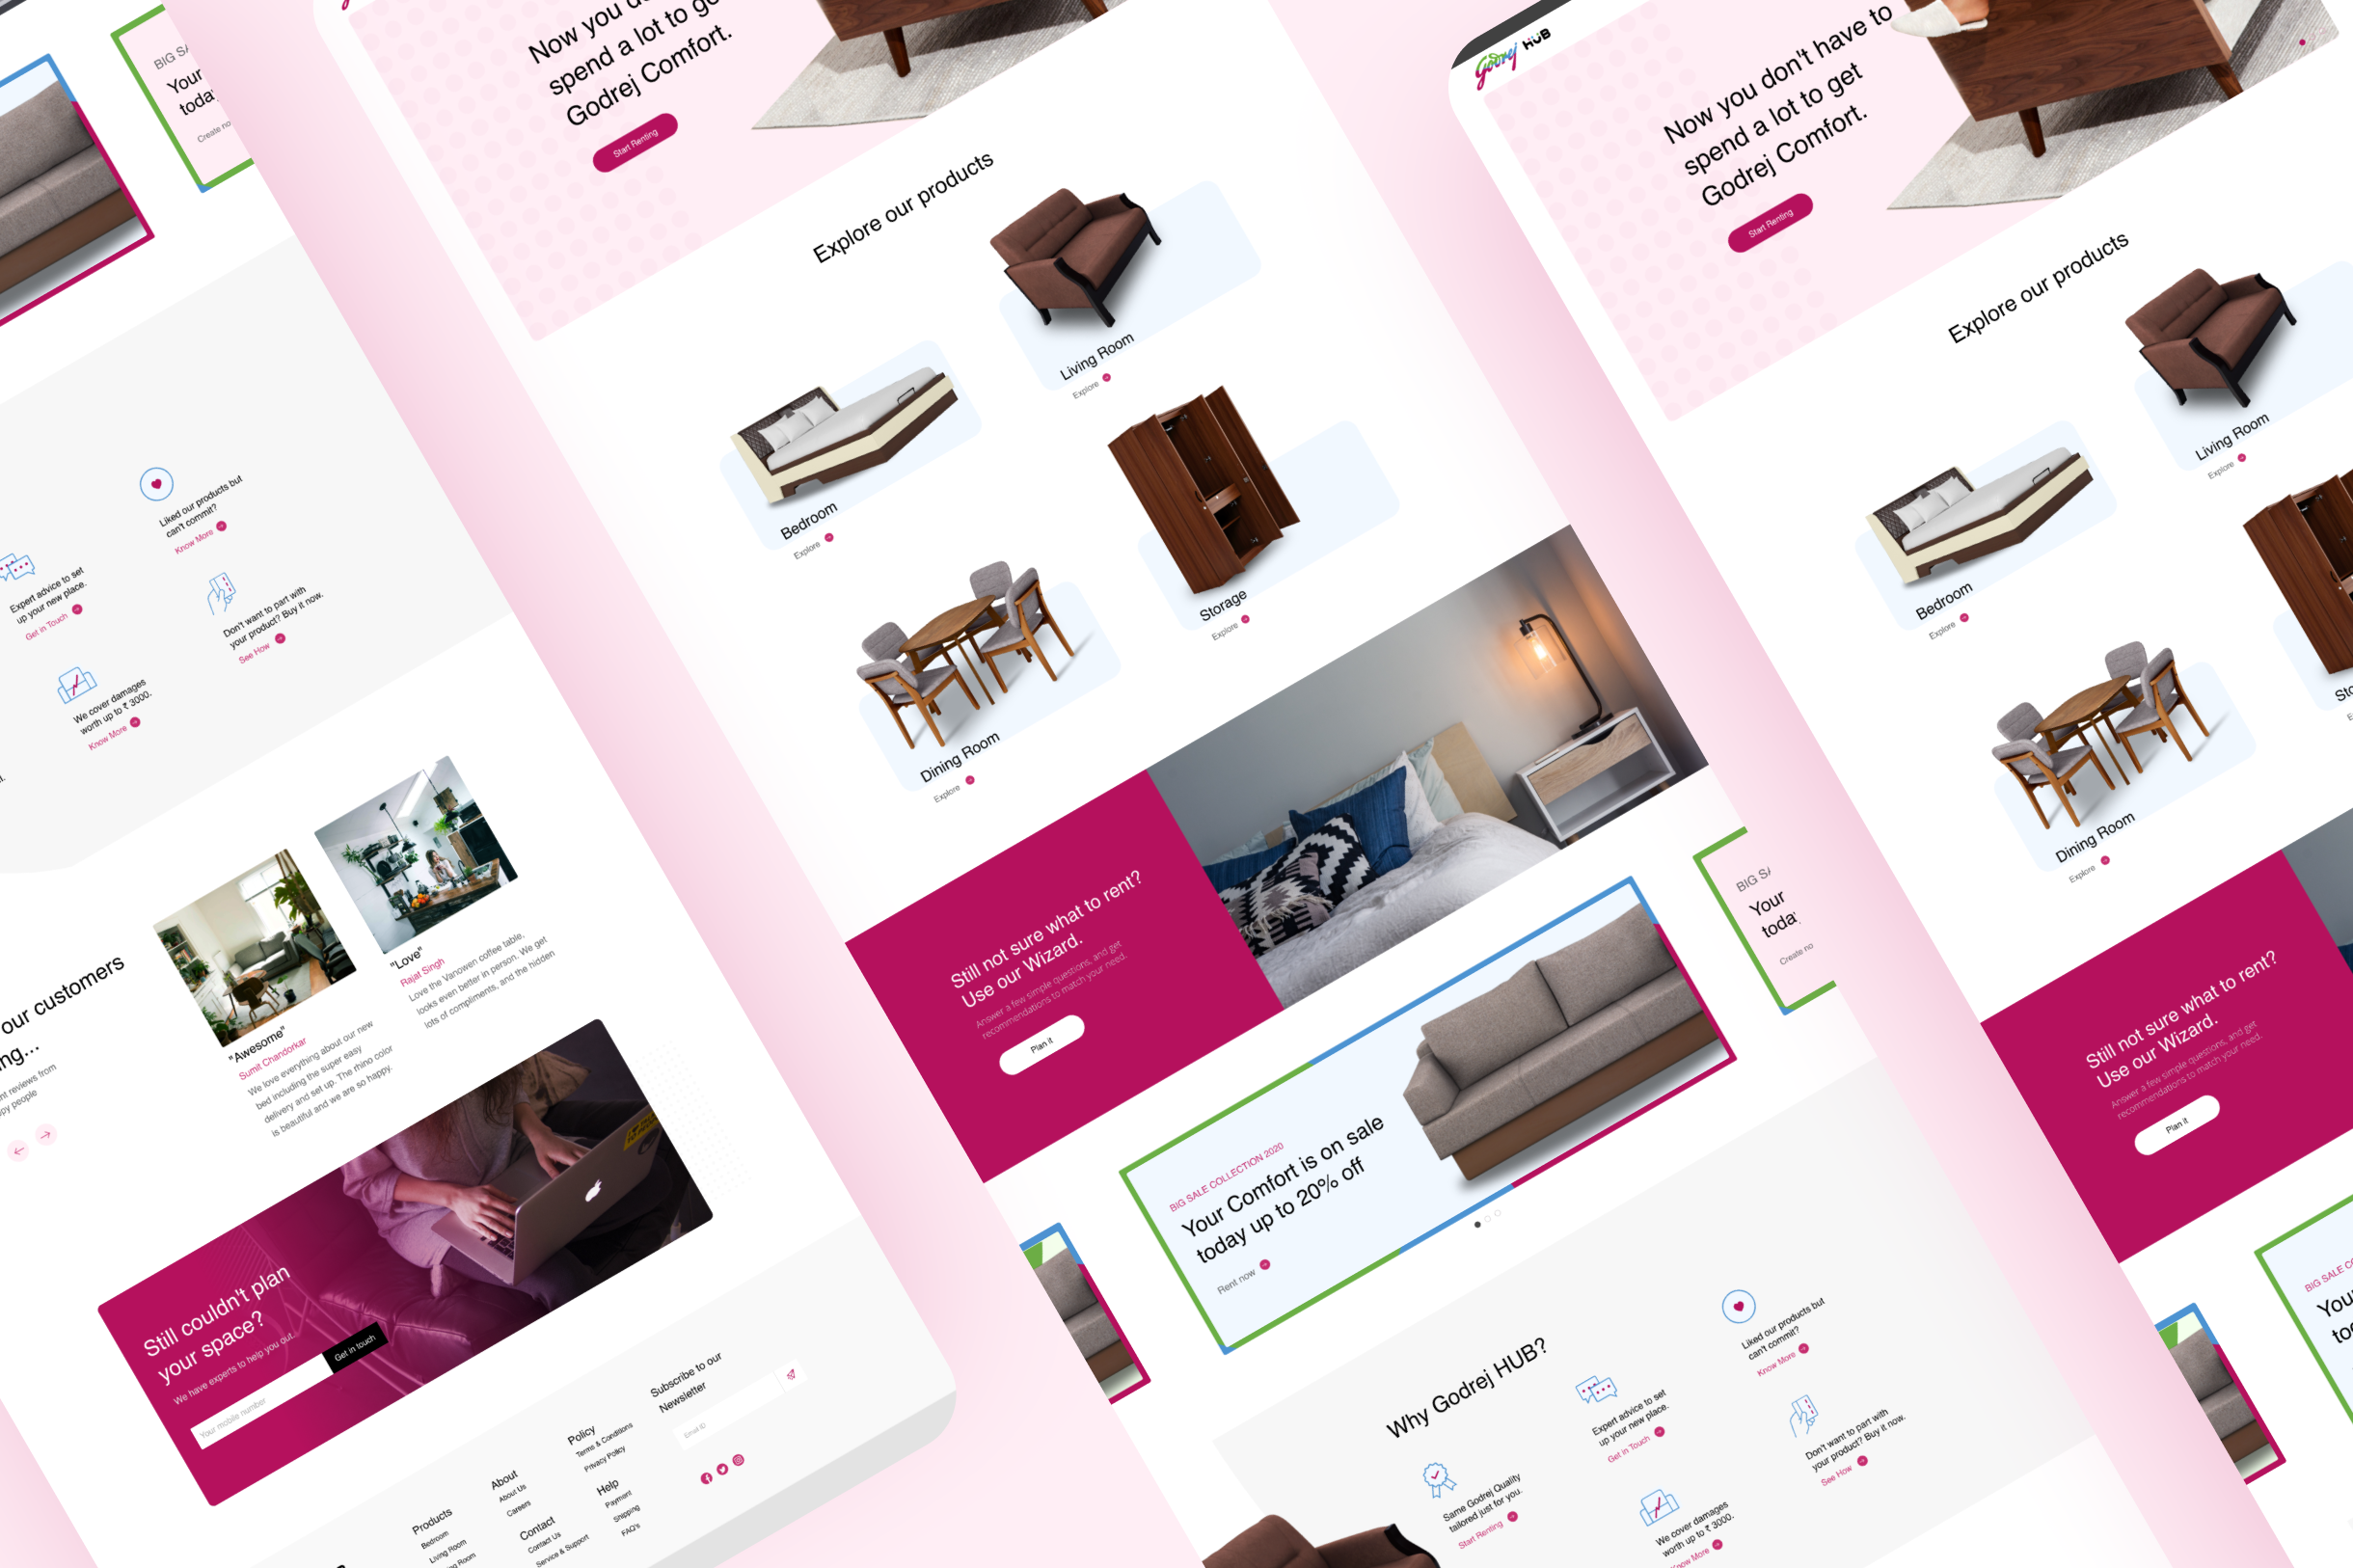 BIG SA
Your
today
Create no
Liked our products but
can't commit?
Know More
Expert advice to set
up your new place.
Get in Touch
Don't want to part with
your product? Buy it now.
See How
We cover damages
worth up to ₹ 3000.
Know More
our customers
ng...
nt reviews from
py people
"Awesome"
Sumit Chandorkar
We love everything about our new
bed including the super easy
delivery and set up. The rhino color
is beautiful and we are so happy.
"Love"
Rajal Singh
Love the Vanowen coffee table,
looks even better in person. We get
lots of compliments, and the hidden
Still couldn't plan
your space?
We have experts to help you out.
Your mobile number
Get in touch
Products
Bedroom
Living Room
Room
About
About Us
Careers
Contact
Contact Us
Service & Support
Policy
Terms & Conditions
Privacy Policy
Help
Payment
Shipping
FAQ's
Subscribe to our
Newsletter
Email ID
Now you
spend a lot to get
Godrej Comfort.
Start Renting
Explore our products
Living Room
Explore
Bedroom
Explore
Storage
Explore
Dining Room
Explore
Still not sure what to rent?
Use our Wizard.
Answer a few simple questions, and get
recommendations to match your need.
Plan it
BIG SALE COLLECTION 2020
Your Comfort is on sale
today up to 20% off
Rent now
BIG SA
Your
today
Create no
Why Godrej HUB?
Same Godrej Quality
tailored just for you.
Start Renting
Expert advice to set
up your new place.
Get in Touch
Liked our products but
can't commit?
Know More
We cover damages
worth up to ₹ 3000.
Know More
Don't want to part with
your product? Buy it now.
See How
Godrej HUB
Now you don't have to
spend a lot to get
Godrej Comfort.
Start Renting
Explore our products
Living Room
Explore
Bedroom
Explore
Sto
Dining Room
Explore
Still not sure what to rent?
Use our Wizard.
Answer a few simple questions, and get
recommendations to match your need.
Plan it
BIG SALE CO
You